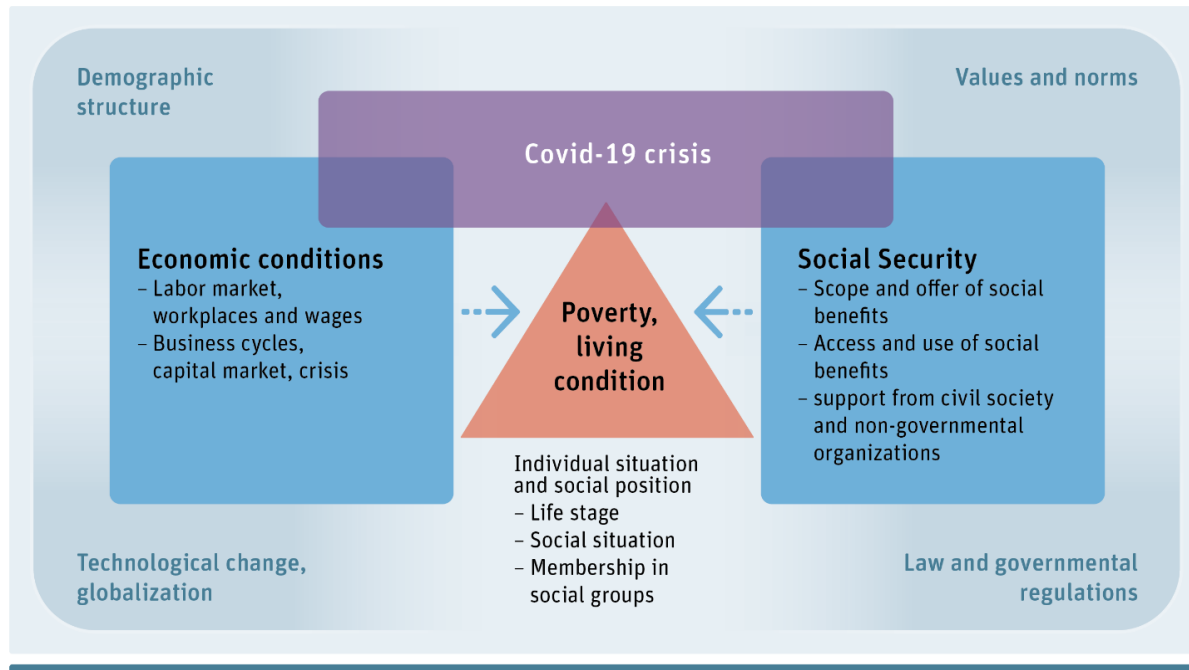 Demographic
structure
Values and norms
Covid-19 crisis
Economic conditions
– Labor market,
workplaces and wages
– Business cycles,
capital market, crisis
Poverty,
living
condition
Social Security
– Scope and offer of social
benefits
– Access and use of social
benefits
– support from civil society
and non-governmental
organizations
Individual situation
and social position
– Life stage
– Social situation
– Membership in
social groups
Technological change,
globalization
Law and governmental
regulations